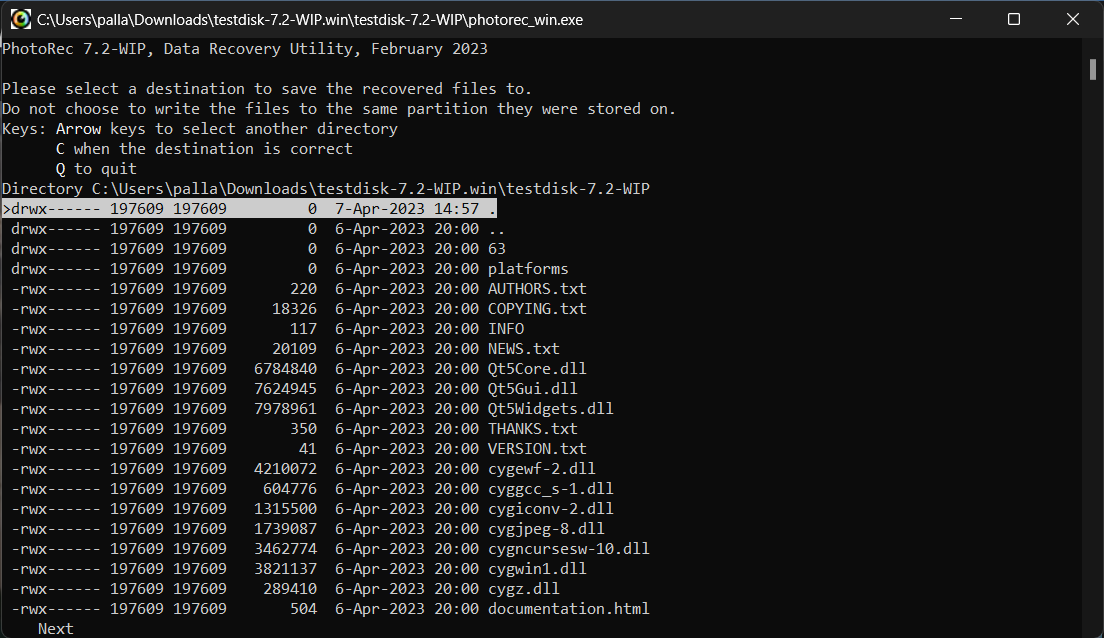 C:\Users\palla\Downloads\testdisk-7.2-WIP.win\testdisk-7.2-WIP\photorec_win.exe
PhotoRec 7.2-WIP, Data Recovery Utility, February 2023
Please select a destination to save the recovered files to.
Do not choose to write the files to the same partition they were stored on.
Keys: Arrow keys to select another directory
      C when the destination is correct
      Q to quit
Directory C:\Users\palla\Downloads\testdisk-7.2-WIP.win\testdisk-7.2-WIP
>drwx------ 197609 197609         0  7-Apr-2023 14:57 .
 drwx------ 197609 197609         0  6-Apr-2023 20:00 ..
 drwx------ 197609 197609         0  6-Apr-2023 20:00 63
 drwx------ 197609 197609         0  6-Apr-2023 20:00 platforms
 -rwx------ 197609 197609       220  6-Apr-2023 20:00 AUTHORS.txt
 -rwx------ 197609 197609     18326  6-Apr-2023 20:00 COPYING.txt
 -rwx------ 197609 197609       117  6-Apr-2023 20:00 INFO
 -rwx------ 197609 197609     20109  6-Apr-2023 20:00 NEWS.txt
 -rwx------ 197609 197609   6784840  6-Apr-2023 20:00 Qt5Core.dll
 -rwx------ 197609 197609   7624945  6-Apr-2023 20:00 Qt5Gui.dll
 -rwx------ 197609 197609   7978961  6-Apr-2023 20:00 Qt5Widgets.dll
 -rwx------ 197609 197609       350  6-Apr-2023 20:00 THANKS.txt
 -rwx------ 197609 197609        41  6-Apr-2023 20:00 VERSION.txt
 -rwx------ 197609 197609   4210072  6-Apr-2023 20:00 cygewf-2.dll
 -rwx------ 197609 197609    604776  6-Apr-2023 20:00 cyggcc_s-1.dll
 -rwx------ 197609 197609   1315500  6-Apr-2023 20:00 cygiconv-2.dll
 -rwx------ 197609 197609   1739087  6-Apr-2023 20:00 cygjpeg-8.dll
 -rwx------ 197609 197609   3462774  6-Apr-2023 20:00 cygncursesw-10.dll
 -rwx------ 197609 197609   3821137  6-Apr-2023 20:00 cygwin1.dll
 -rwx------ 197609 197609    289410  6-Apr-2023 20:00 cygz.dll
 -rwx------ 197609 197609       504  6-Apr-2023 20:00 documentation.html
    Next